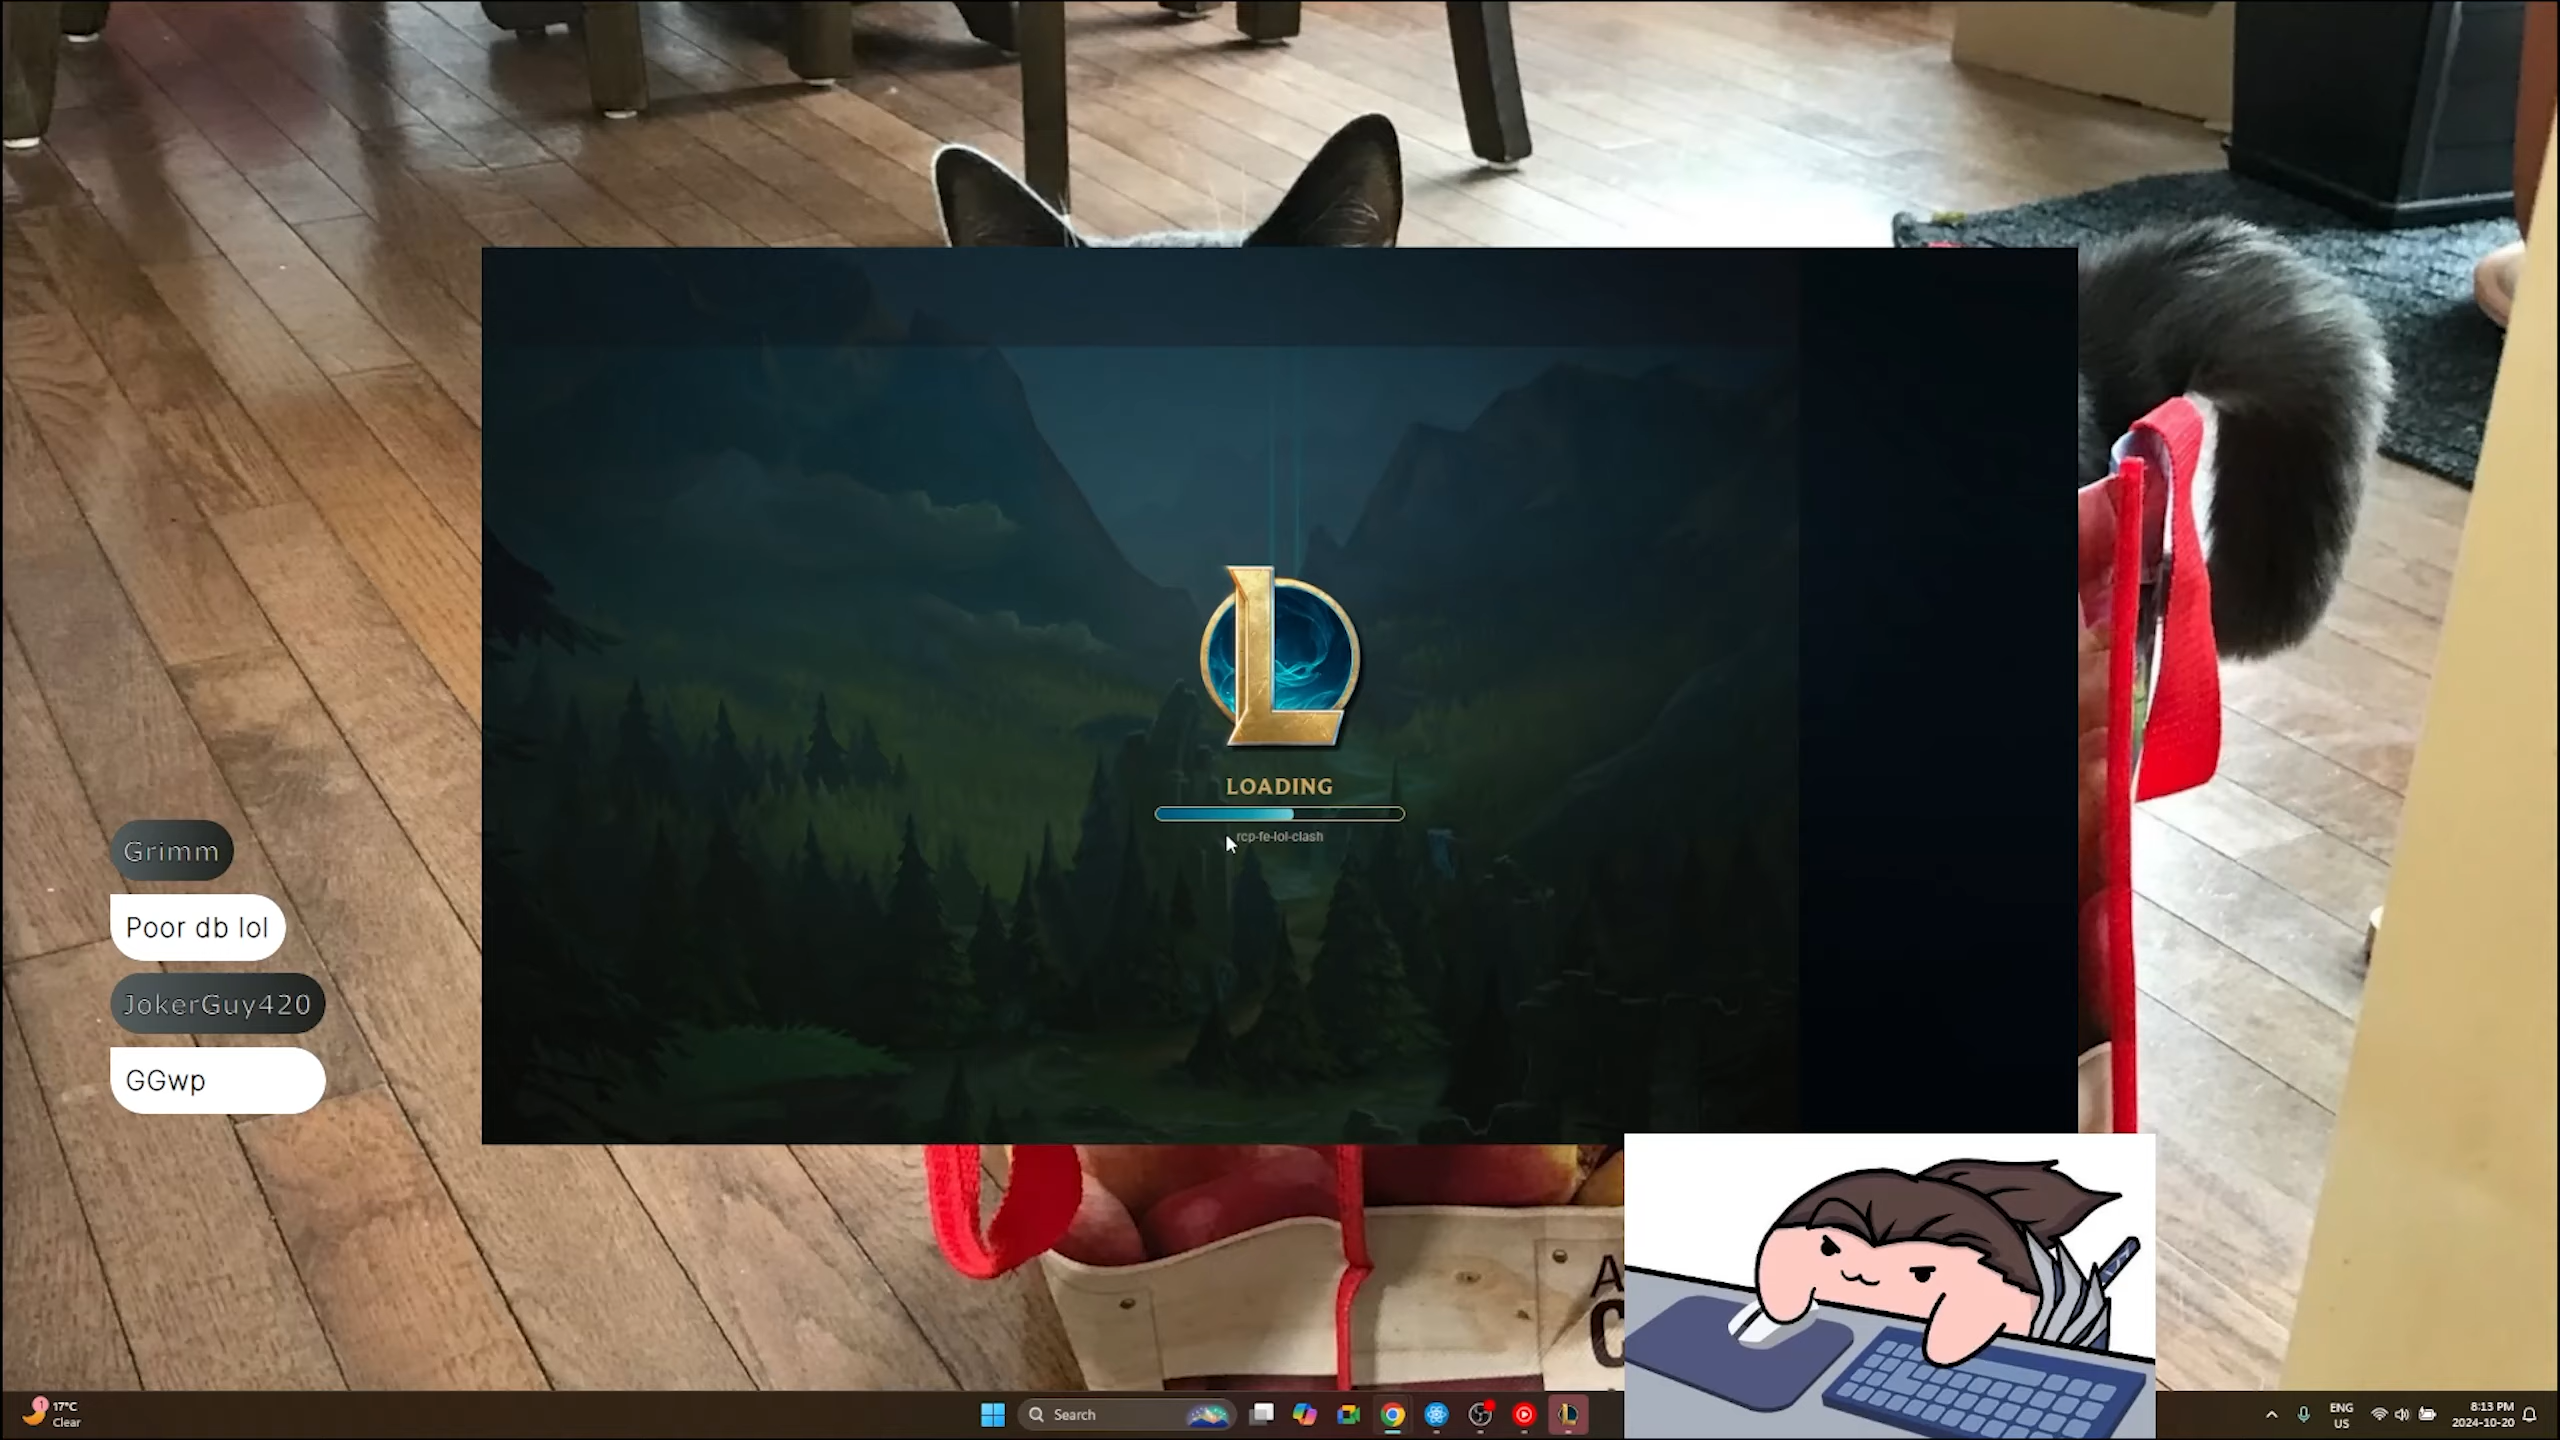 LOADING
rcp-fe-lol-clash
Grimm
Poor db lol
JokerGuy420
GGwp
A
C
17°C
Clear
Search
ENG
US
8:13 PM
2024-10-20